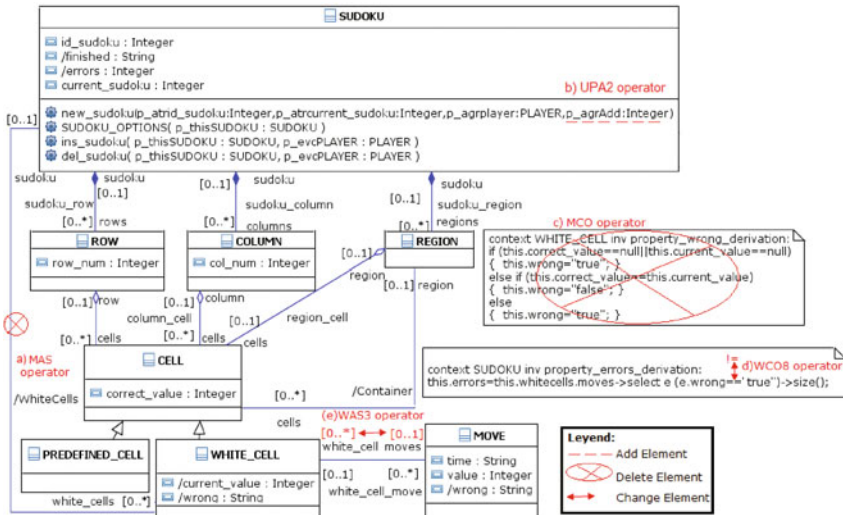 SUDOKU
id_sudoku : Integer
/finished : String
/errors : Integer
current_sudoku : Integer
b) UPA2 operator
new_sudoku(p_atrid_sudoku:Integer,p_atrcurrent_sudoku:Integer,p_agrplayer:PLAYER,p_agrAdd:Integer)
SUDOKU_OPTIONS( p_thisSUDOKU : SUDOKU )
ins_sudoku( p_thisSUDOKU : SUDOKU, p_evcPLAYER : PLAYER )
del_sudoku( p_thisSUDOKU : SUDOKU, p_evcPLAYER : PLAYER )
[0..1]
sudoku
sudoku
[0..1]
sudoku_row
[0..*]
rows
[0..1]
sudoku
sudoku_column
[0..*]
columns
[0..1]
sudoku
sudoku_region
[0..*]
regions
ROW
row_num : Integer
COLUMN
col_num : Integer
REGION
[0..1]
region
[0..1]
region
c) MCO operator
context WHITE_CELL inv property_wrong_derivation:
if (this.correct_value==null||this.current_value==null)
{ this.wrong="true"; }
else if (this.correct_value==this.current_value)
{ this.wrong="false"; }
else
{ this.wrong="true"; }
[0..1]
row
[0..*]
cells
[0..1]
column
column_cell
[0..*]
cells
[0..1]
region_cell
cells
a) MAS
operator
/WhiteCells
CELL
correct_value : Integer
[0..*]
cells
/Container
!=
d)WCO8 operator
context SUDOKU inv property_errors_derivation:
this.errors=this.whitecells.moves->select e (e.wrong=="true")->size();
(e)WAS3 operator
[0..*]
[0..1]
white_cell
moves
[0..1]
[0..*]
white_cell_move
PREDEFINED_CELL
WHITE_CELL
/current_value : Integer
/wrong : String
white_cells
[0..*]
MOVE
time : String
value : Integer
/wrong : String
Leyend:
Add Element
Delete Element
Change Element